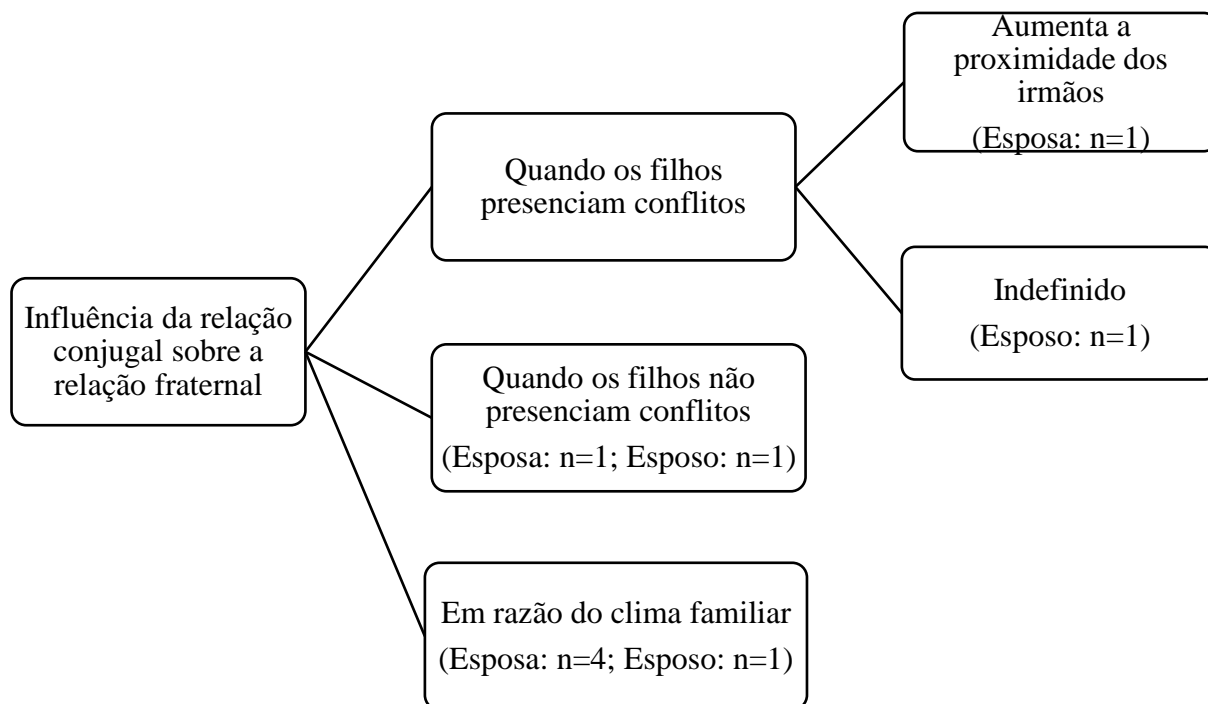 Influência da relação
conjugal sobre a
relação fraternal
Quando os filhos
presenciam conflitos
Aumenta a
proximidade dos
irmãos
(Esposa: n=1)
Indefinido
(Esposo: n=1)
Quando os filhos não
presenciam conflitos
(Esposa: n=1; Esposo: n=1)
Em razão do clima familiar
(Esposa: n=4; Esposo: n=1)